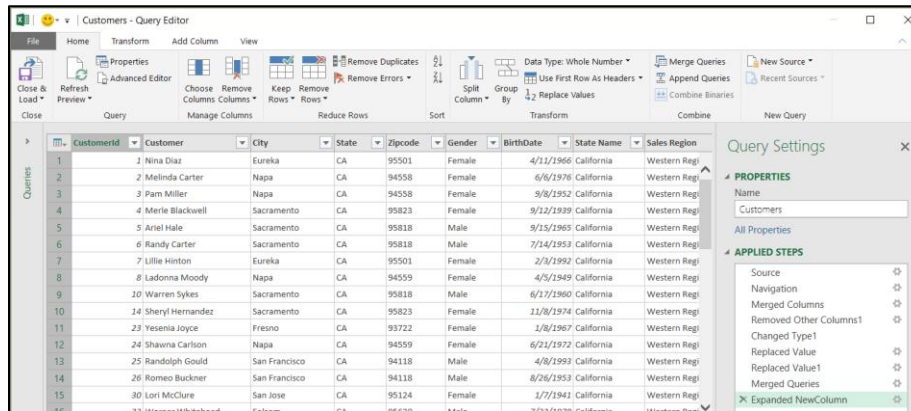 Customers - Query Editor
File Home Transform Add Column View
Close & Load
Refresh Preview
Properties
Advanced Editor
Choose Columns
Remove Columns
Keep Rows
Remove Rows
Remove Duplicates
Remove Errors
Split Column
Group By
Data Type: Whole Number
Use First Row As Headers
1 2 Replace Values
Merge Queries
Append Queries
Combine Binaries
New Source
Recent Sources
Close Query Manage Columns Reduce Rows Sort Transform Combine New Query
Queries
CustomerId Customer City State Zipcode Gender BirthDate State Name Sales Region
1 1 Nina Diaz Eureka CA 95501 Female 4/11/1966 California Western Regi
2 2 Melinda Carter Napa CA 94558 Female 6/6/1976 California Western Regi
3 3 Pam Miller Napa CA 94558 Female 9/8/1952 California Western Regi
4 4 Merle Blackwell Sacramento CA 95823 Female 9/12/1939 California Western Regi
5 5 Ariel Hale Sacramento CA 95818 Male 9/15/1965 California Western Regi
6 6 Randy Carter Sacramento CA 95818 Male 7/14/1953 California Western Regi
7 7 Lillie Hinton Eureka CA 95501 Female 2/3/1992 California Western Regi
8 8 Ladonna Moody Napa CA 94559 Female 4/5/1949 California Western Regi
9 10 Warren Sykes Sacramento CA 95818 Male 6/17/1960 California Western Regi
10 14 Sheryl Hernandez Sacramento CA 95823 Female 11/8/1974 California Western Regi
11 23 Yesenia Joyce Fresno CA 93722 Female 1/8/1967 California Western Regi
12 24 Shawna Carlson Napa CA 94559 Female 6/21/1972 California Western Regi
13 25 Randolph Gould San Francisco CA 94118 Male 4/8/1993 California Western Regi
14 26 Romeo Buckner San Francisco CA 94118 Male 8/26/1953 California Western Regi
15 30 Lori McClure San Jose CA 95124 Female 1/7/1941 California Western Regi
Query Settings
PROPERTIES
Name
Customers
All Properties
APPLIED STEPS
Source
Navigation
Merged Columns
Removed Other Columns1
Changed Type1
Replaced Value
Replaced Value1
Merged Queries
Expanded NewColumn